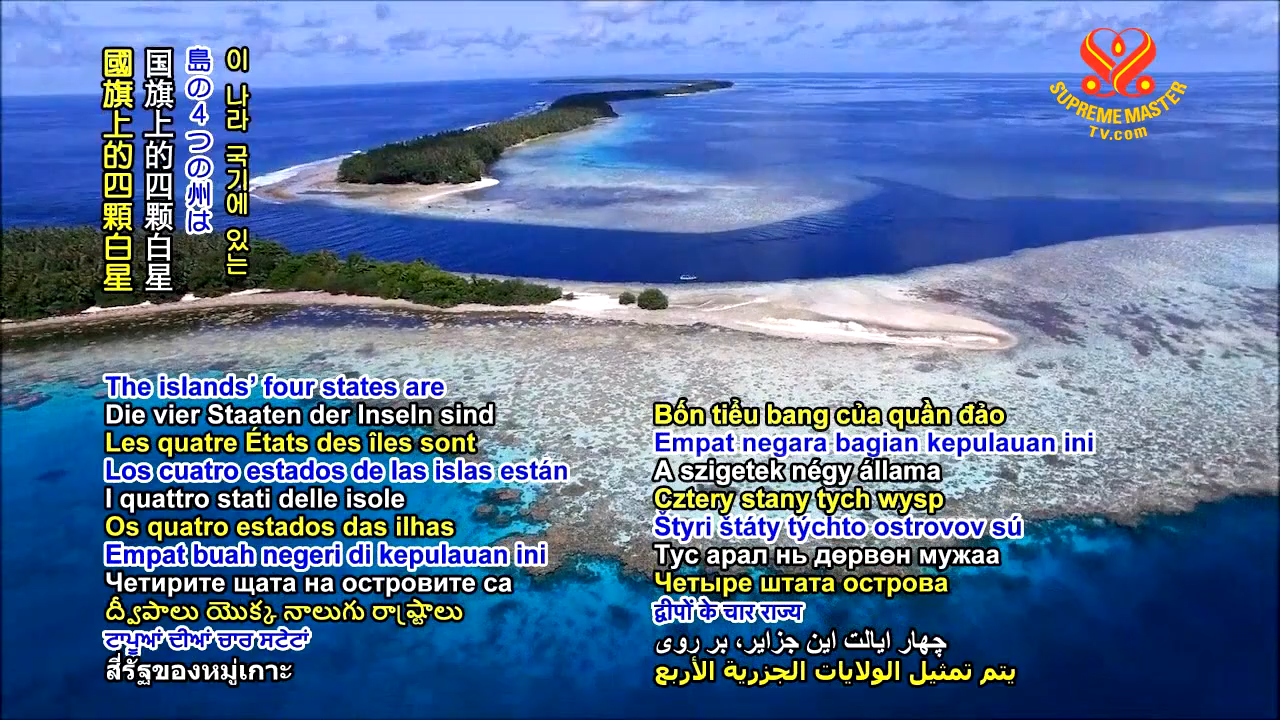 國旗上的四顆白星
国旗上的四颗白星
島の4つの州は
이 나라 국기에 있는
SUPREME MASTER
TV.com
The islands’ four states are
Die vier Staaten der Inseln sind
Les quatre États des îles sont
Los cuatro estados de las islas están
I quattro stati delle isole
Os quatro estados das ilhas
Empat buah negeri di kepulauan ini
Четирите щата на островите са
ద్వీపాలు యొక్క నాలుగు రాష్ట్రాలు
ਟਾਪੂਆਂ ਦੀਆਂ ਚਾਰ ਸਟੇਟਾਂ
สี่รัฐของหมู่เกาะ
Bốn tiểu bang của quần đảo
Empat negara bagian kepulauan ini
A szigetek négy állama
Cztery stany tych wysp
Štyri štáty týchto ostrovov sú
Тус арал нь дөрвөн мужаа
Четыре штата острова
द्वीपों के चार राज्य
چهار ایالت این جزایر، بر روی
يتم تمثيل الولايات الجزرية الأربع